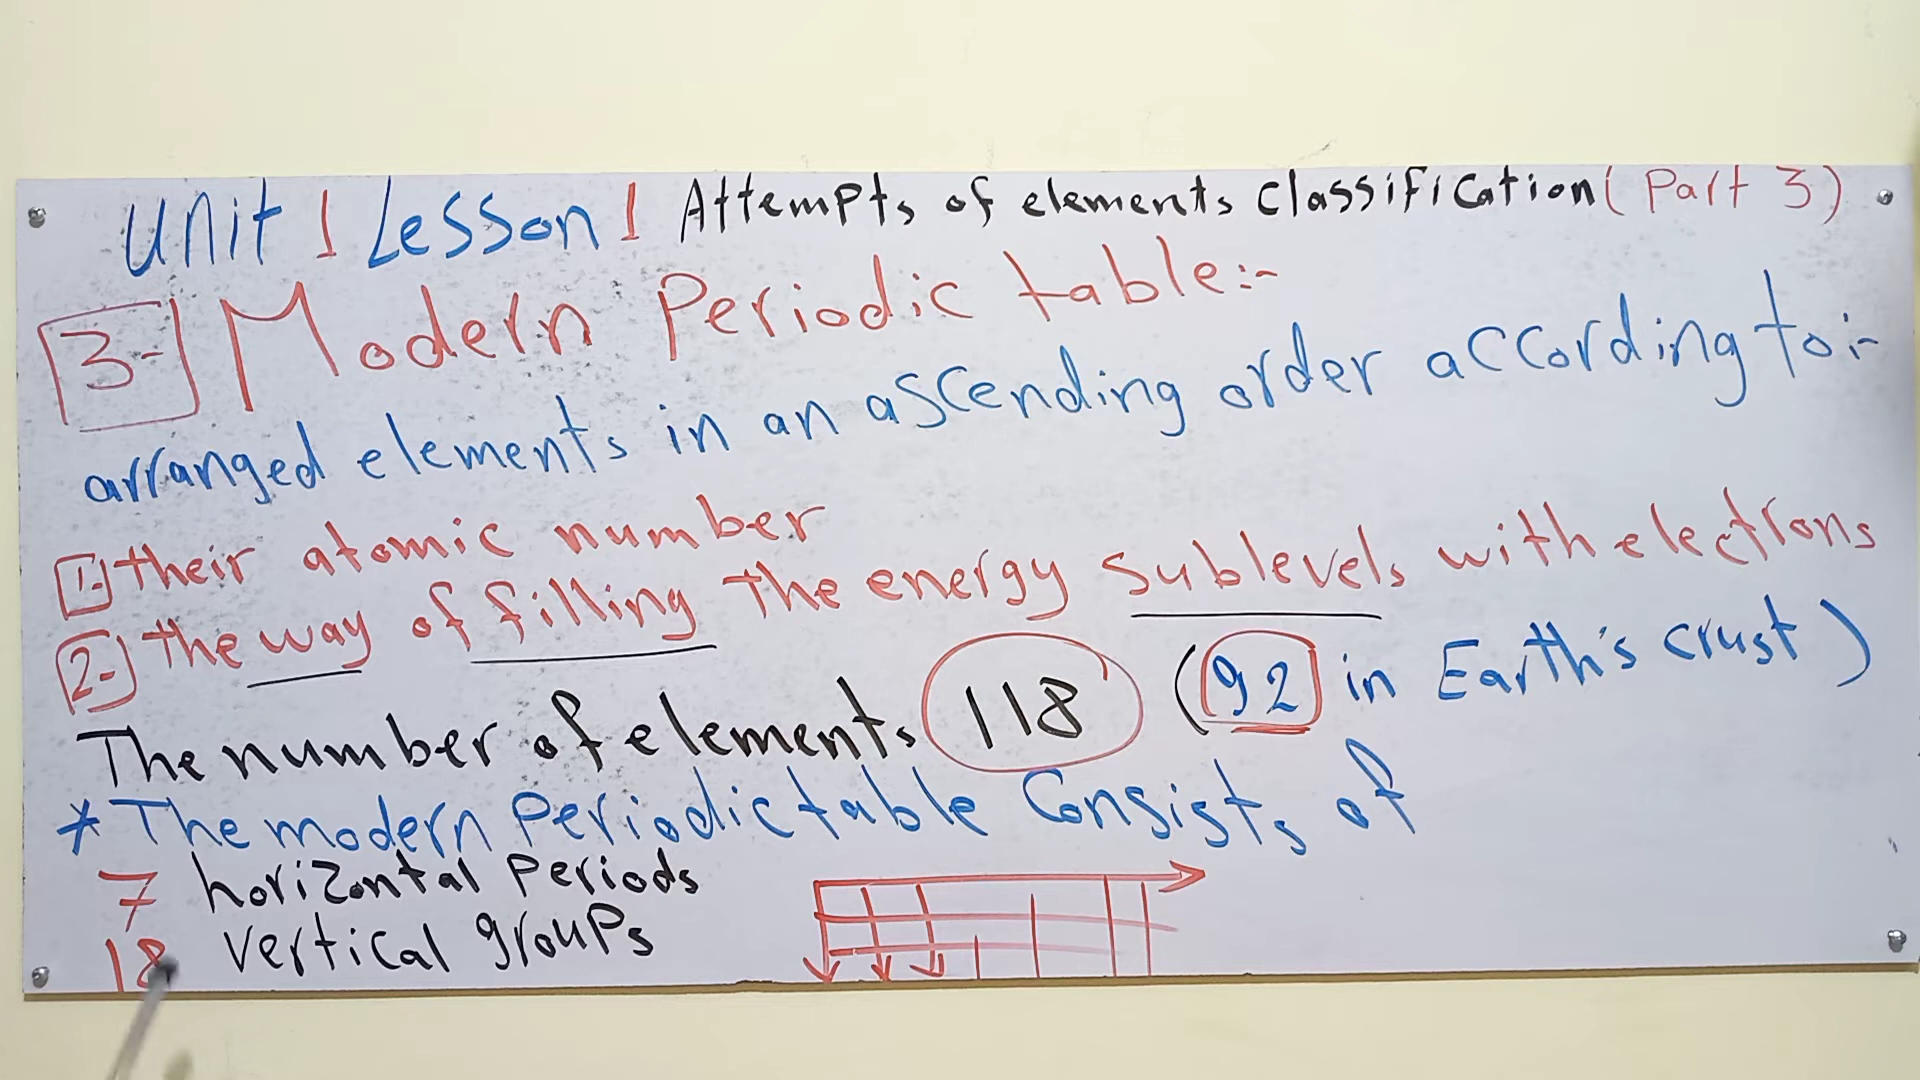 Unit 1 Lesson 1 Attempts of elements classification (Part 3)
3- Modern Periodic table:-
arranged elements in an ascending order according to:-
1- their atomic number
2- the way of filling the energy sublevels with electrons
The number of elements 118 (92 in Earth's crust)
* The modern periodic table Consists of
7 horizontal Periods
18 vertical groups